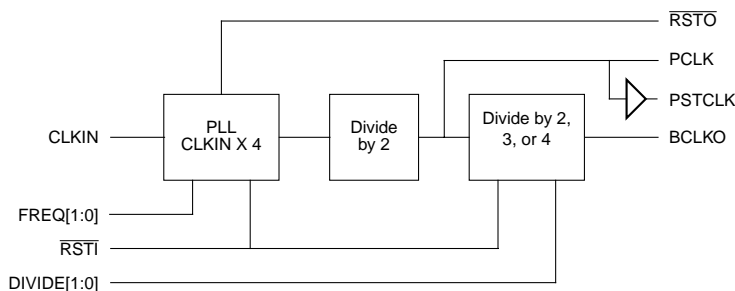 RSTO
PCLK
PSTCLK
CLKIN
PLL
CLKIN X 4
Divide
by 2
Divide by 2,
3, or 4
BCLKO
FREQ[1:0]
RSTI
DIVIDE[1:0]